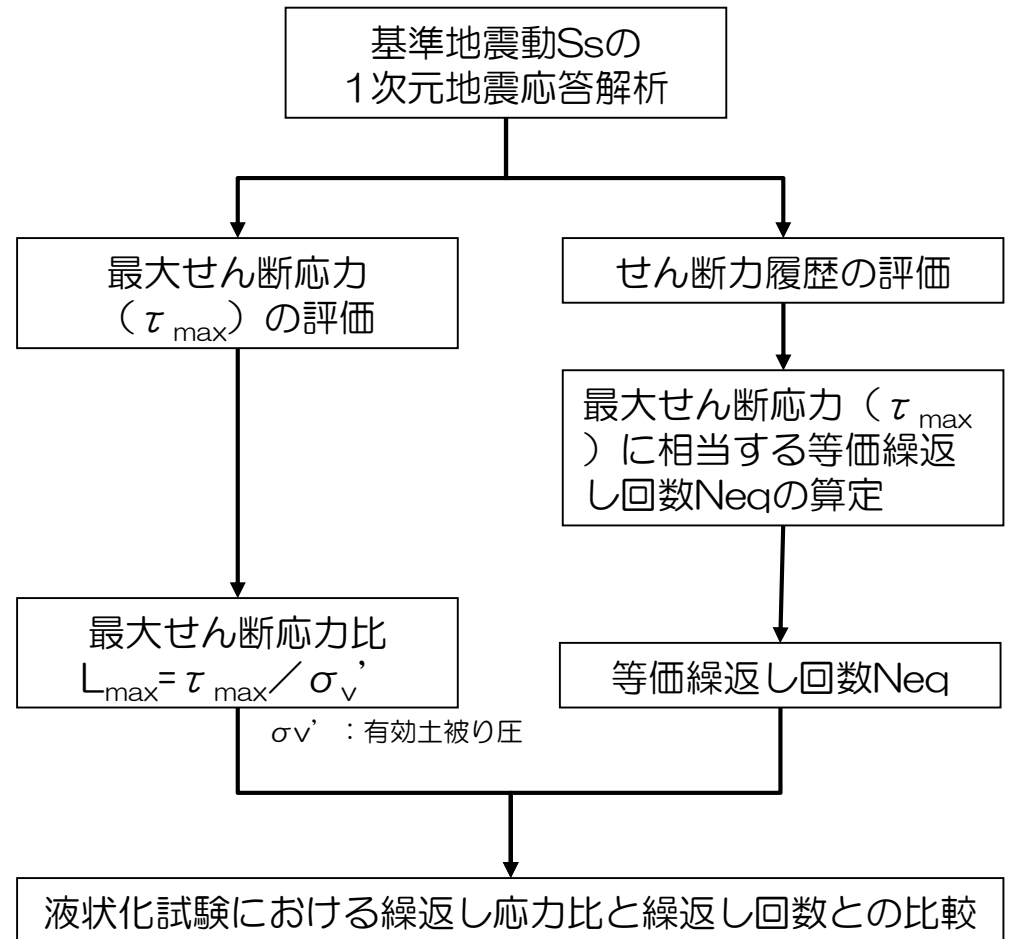 基準地震動Ssの
1次元地震応答解析
最大せん断応力
（τmax）の評価
せん断力履歴の評価
最大せん断応力（τmax
）に相当する等価繰返
し回数Neqの算定
最大せん断応力比
Lmax=τmax／σv’
σv’：有効土被り圧
等価繰返し回数Neq
液状化試験における繰返し応力比と繰返し回数との比較